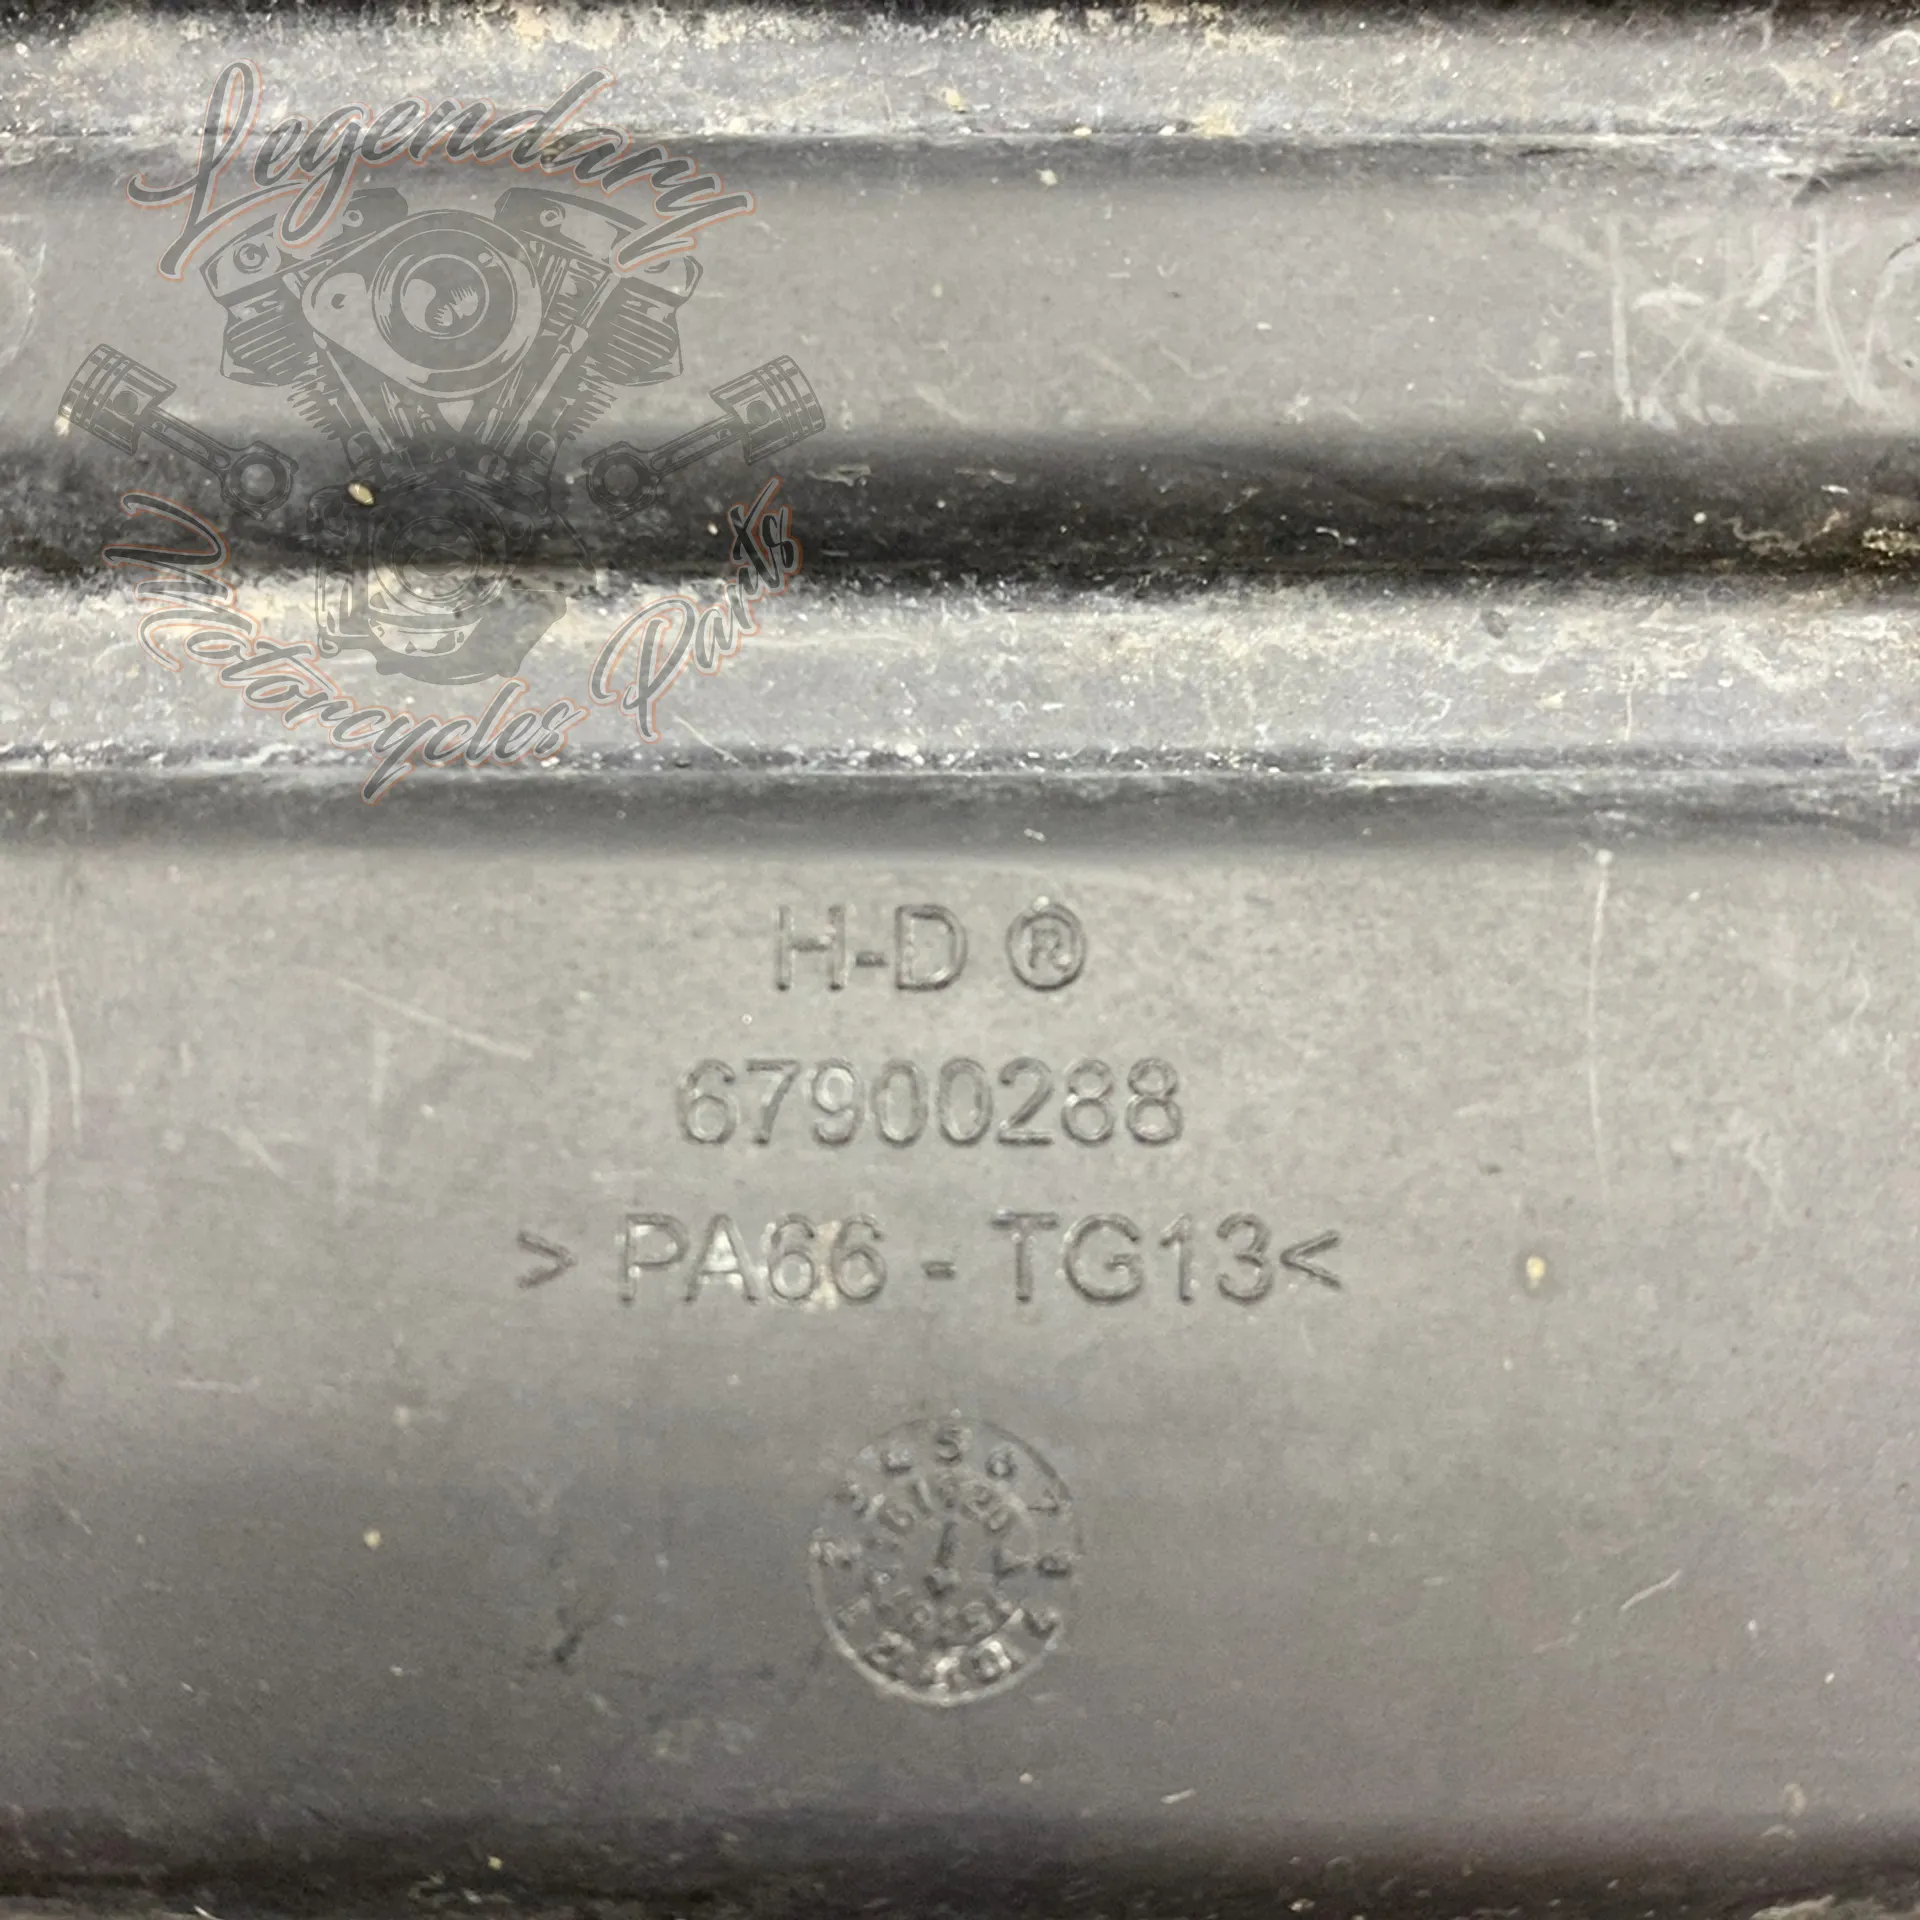 Legendary
Motorcycles Parts
H-D ®
67900288
> PA66 - TG13<